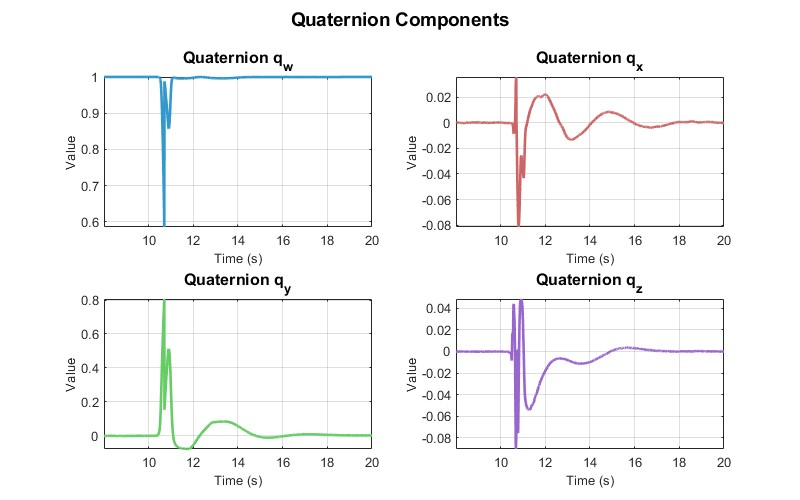 Quaternion Components
Quaternion q_w
1
0.9
0.8
0.7
0.6
Value
10 12 14 16 18 20
Time (s)
Quaternion q_x
0.02
0
-0.02
-0.04
-0.06
-0.08
Value
10 12 14 16 18 20
Time (s)
Quaternion q_y
0.8
0.6
0.4
0.2
0
Value
10 12 14 16 18 20
Time (s)
Quaternion q_z
0.04
0.02
0
-0.02
-0.04
-0.06
-0.08
Value
10 12 14 16 18 20
Time (s)